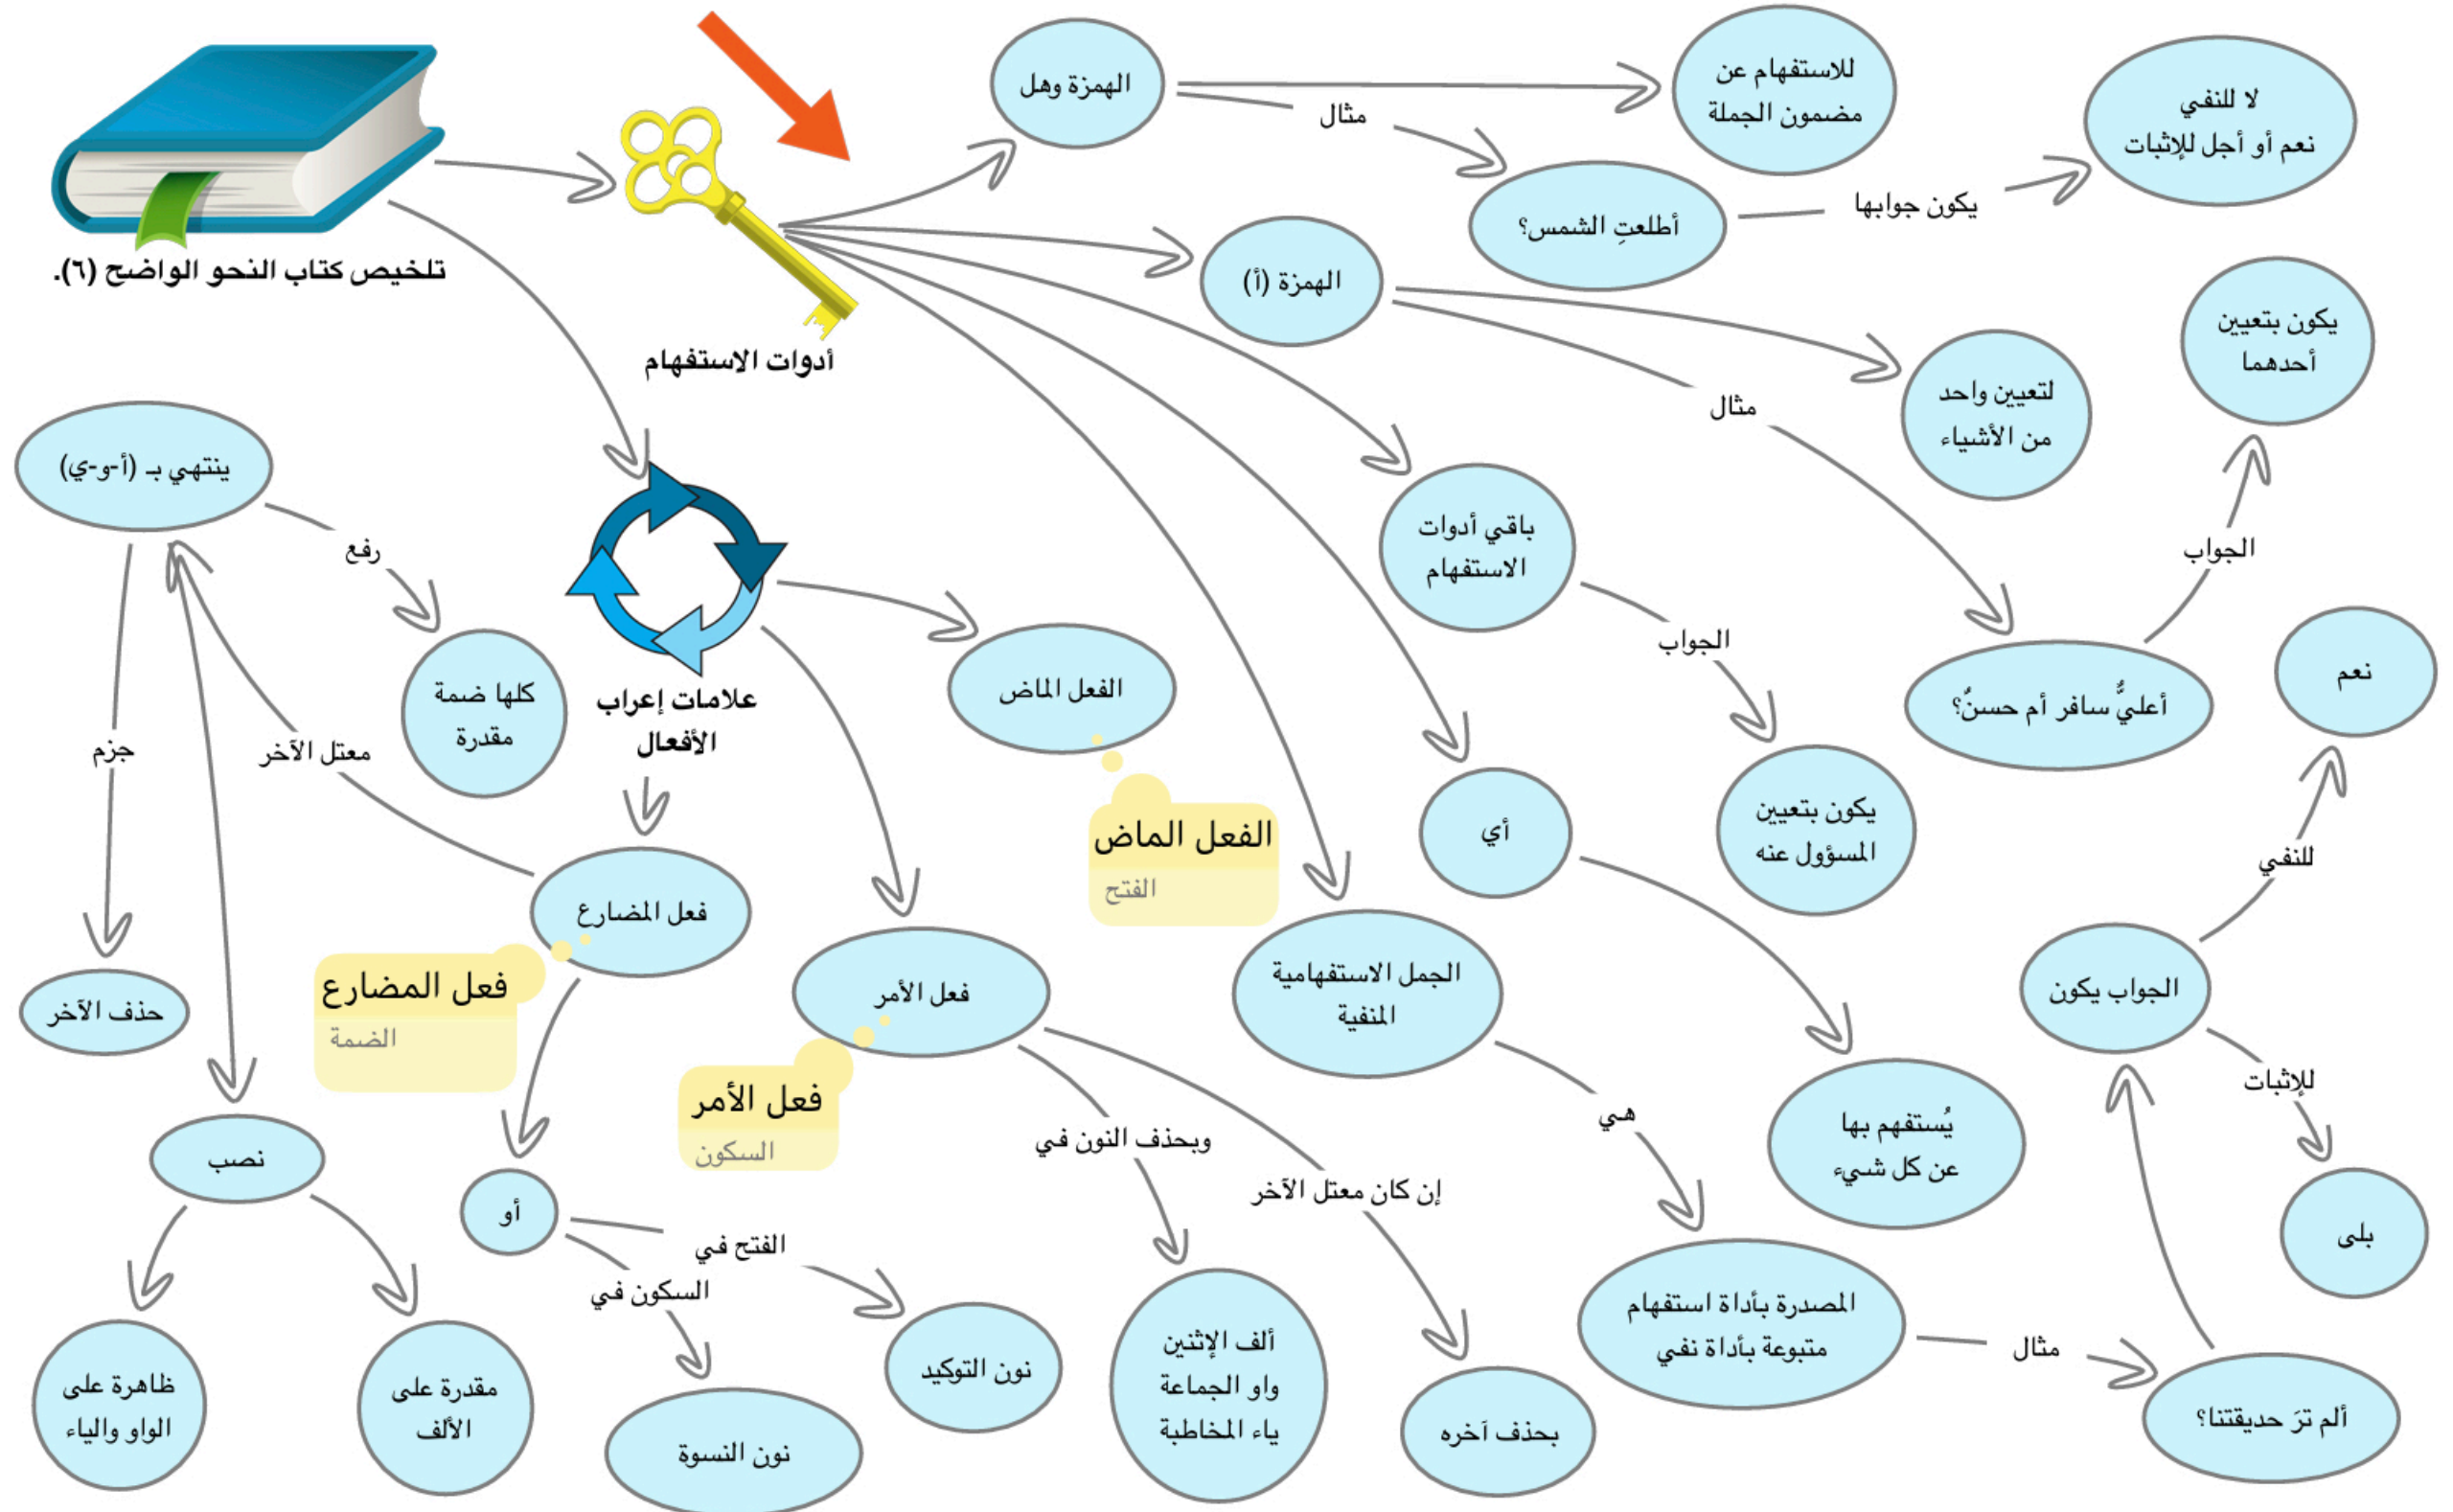 تلخيص كتاب النحو الواضح (٦).
أدوات الاستفهام
الهمزة وهل
للاستفهام عن
مضمون الجملة
مثال
أطلعتِ الشمس؟
يكون جوابها
لا للنفي
نعم أو أجل للإثبات
الهمزة (أ)
لتعيين واحد
من الأشياء
مثال
أعليٌّ سافر أم حسنٌ؟
الجواب
يكون بتعيين
أحدهما
باقي أدوات
الاستفهام
الجواب
يكون بتعيين
المسؤول عنه
أي
يُستفهم بها
عن كل شيء
الجمل الاستفهامية
المنفية
هي
المصدرة بأداة استفهام
متبوعة بأداة نفي
مثال
ألم ترَ حديقتنا؟
الجواب يكون
للنفي
نعم
للإثبات
بلى
علامات إعراب
الأفعال
الفعل الماض
الفعل الماض
الفتح
فعل الأمر
فعل الأمر
السكون
وبحذف النون في
ألف الإثنين
واو الجماعة
ياء المخاطبة
إن كان معتل الآخر
بحذف آخره
فعل المضارع
فعل المضارع
الضمة
أو
الفتح في
نون التوكيد
السكون في
نون النسوة
معتل الآخر
ينتهي بـ (أ-و-ي)
رفع
كلها ضمة
مقدرة
جزم
حذف الآخر
نصب
مقدرة على
الألف
ظاهرة على
الواو والياء